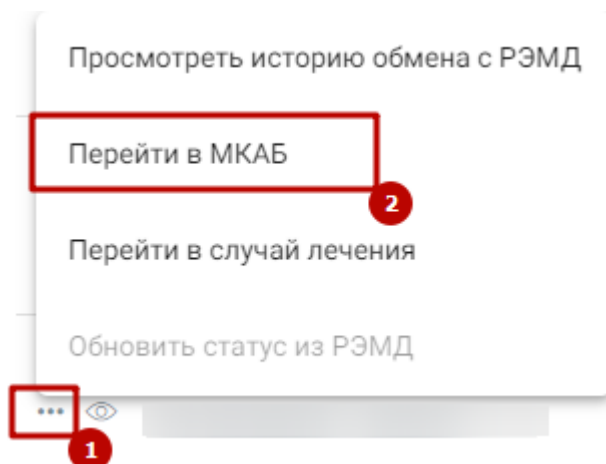 Просмотреть историю обмена с РЭМД
Перейти в МКАБ
2
Перейти в случай лечения
Обновить статус из РЭМД
1